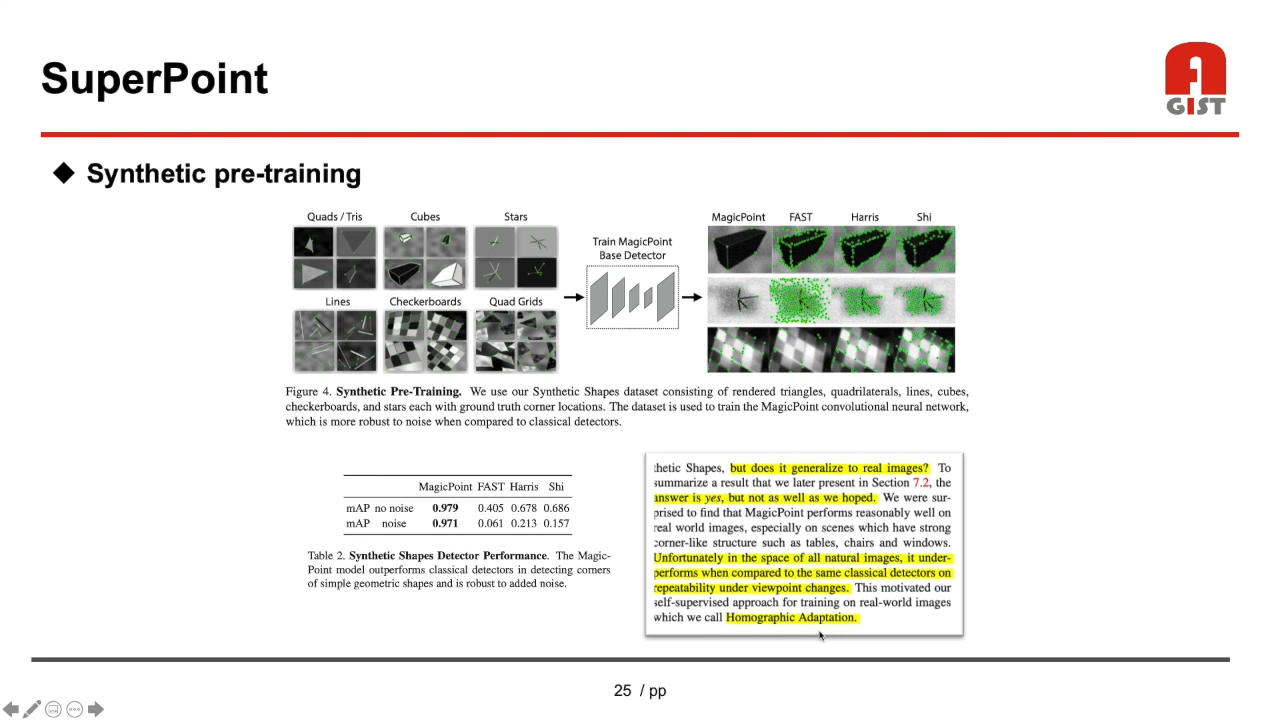 SuperPoint
GIST
Synthetic pre-training
Quads / Tris Cubes Stars
Lines Checkerboards Quad Grids
Train MagicPoint
Base Detector
MagicPoint FAST Harris Shi
Figure 4. Synthetic Pre-Training. We use our Synthetic Shapes dataset consisting of rendered triangles, quadrilaterals, lines, cubes,
checkerboards, and stars each with ground truth corner locations. The dataset is used to train the MagicPoint convolutional neural network,
which is more robust to noise when compared to classical detectors.
MagicPoint FAST Harris Shi
mAP no noise 0.979 0.405 0.678 0.686
mAP noise 0.971 0.061 0.213 0.157
Table 2. Synthetic Shapes Detector Performance. The Magic-
Point model outperforms classical detectors in detecting corners
of simple geometric shapes and is robust to added noise.
thetic Shapes, but does it generalize to real images? To
summarize a result that we later present in Section 7.2, the
answer is yes, but not as well as we hoped. We were sur-
prised to find that MagicPoint performs reasonably well on
real world images, especially on scenes which have strong
corner-like structure such as tables, chairs and windows.
Unfortunately in the space of all natural images, it under-
performs when compared to the same classical detectors on
repeatability under viewpoint changes. This motivated our
self-supervised approach for training on real-world images
which we call Homographic Adaptation.
25 / pp